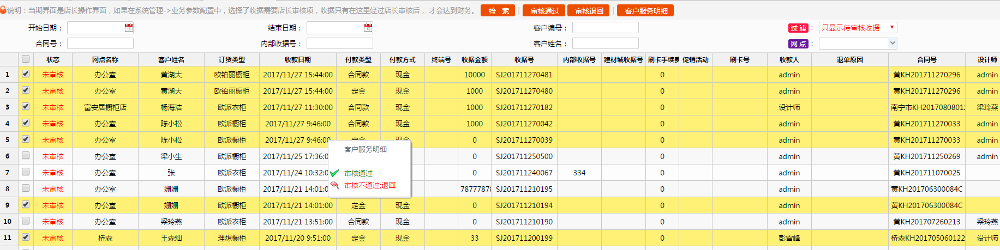 说明：当期界面是店长操作界面，如果在系统管理->业务参数配置中，选择了收据需要店长审核项，收据只有在这里经过店长审核后，才会达到财务。 检 索 | 审核通过 审核退回 | 客户服务明细
开始日期： 结束日期： 客户编号： 过滤： 只显示待审核收据
合同号： 内部收据号： 客户姓名： 网点：
状态 网点名称 客户姓名 订货类型 收款日期 付款类型 付款方式 终端号 收据金额 收据号 内部收据号 建材城收据号 刷卡手续费 促销活动 刷卡号 收款人 退单原因 合同号 设计师
1 未审核 办公室 黄湖大 欧铂丽橱柜 2017/11/27 15:44:00 合同款 现金 10000 SJ201711270481 0 admin 黄KH201711270296 admin
2 未审核 办公室 黄湖大 欧铂丽橱柜 2017/11/27 15:44:00 定金 现金 1000 SJ201711270480 0 admin 黄KH201711270296 admin
3 未审核 富安居橱柜店 杨海洁 欧派衣柜 2017/11/27 11:30:00 合同款 现金 1000 SJ201711270182 0 设计师 南宁市KH20170808012 梁玲燕
4 未审核 办公室 陈小松 欧派橱柜 2017/11/27 9:46:00 合同款 现金 1000 SJ201711270042 0 admin 黄KH201711270033 admin
5 未审核 办公室 陈小松 欧派橱柜 2017/11/27 9:46:00 定金 现金 0 SJ201711270039 0 admin 黄KH201711270033 admin
客户服务明细
6 未审核 办公室 梁小生 欧派橱柜 2017/11/25 17:36:0 0 SJ201711250500 0 admin 黄KH201711250269 admin
7 未审核 办公室 张 欧派衣柜 2017/11/24 10:32:0 0 SJ201711240067 334 0 admin 黄KH201711070025
审核通过
审核不通过;退回
8 未审核 办公室 姗姗 欧派橱柜 2017/11/21 14:01:0 7877787 SJ201711210195 0 admin 黄KH201706300084C
9 未审核 办公室 姗姗 欧派橱柜 2017/11/21 14:01:00 定金 现金 0 SJ201711210194 0 admin 黄KH201706300084C
10 未审核 办公室 梁玲燕 欧派衣柜 2017/11/21 13:51:00 合同款 现金 0 SJ201711210190 0 admin 黄KH201707260213 梁玲燕
11 未审核 桥森 王森灿 理想橱柜 2017/11/20 9:51:00 定金 现金 33 SJ201711200199 0 彭雪峰 桥森KH201705060122 设计师